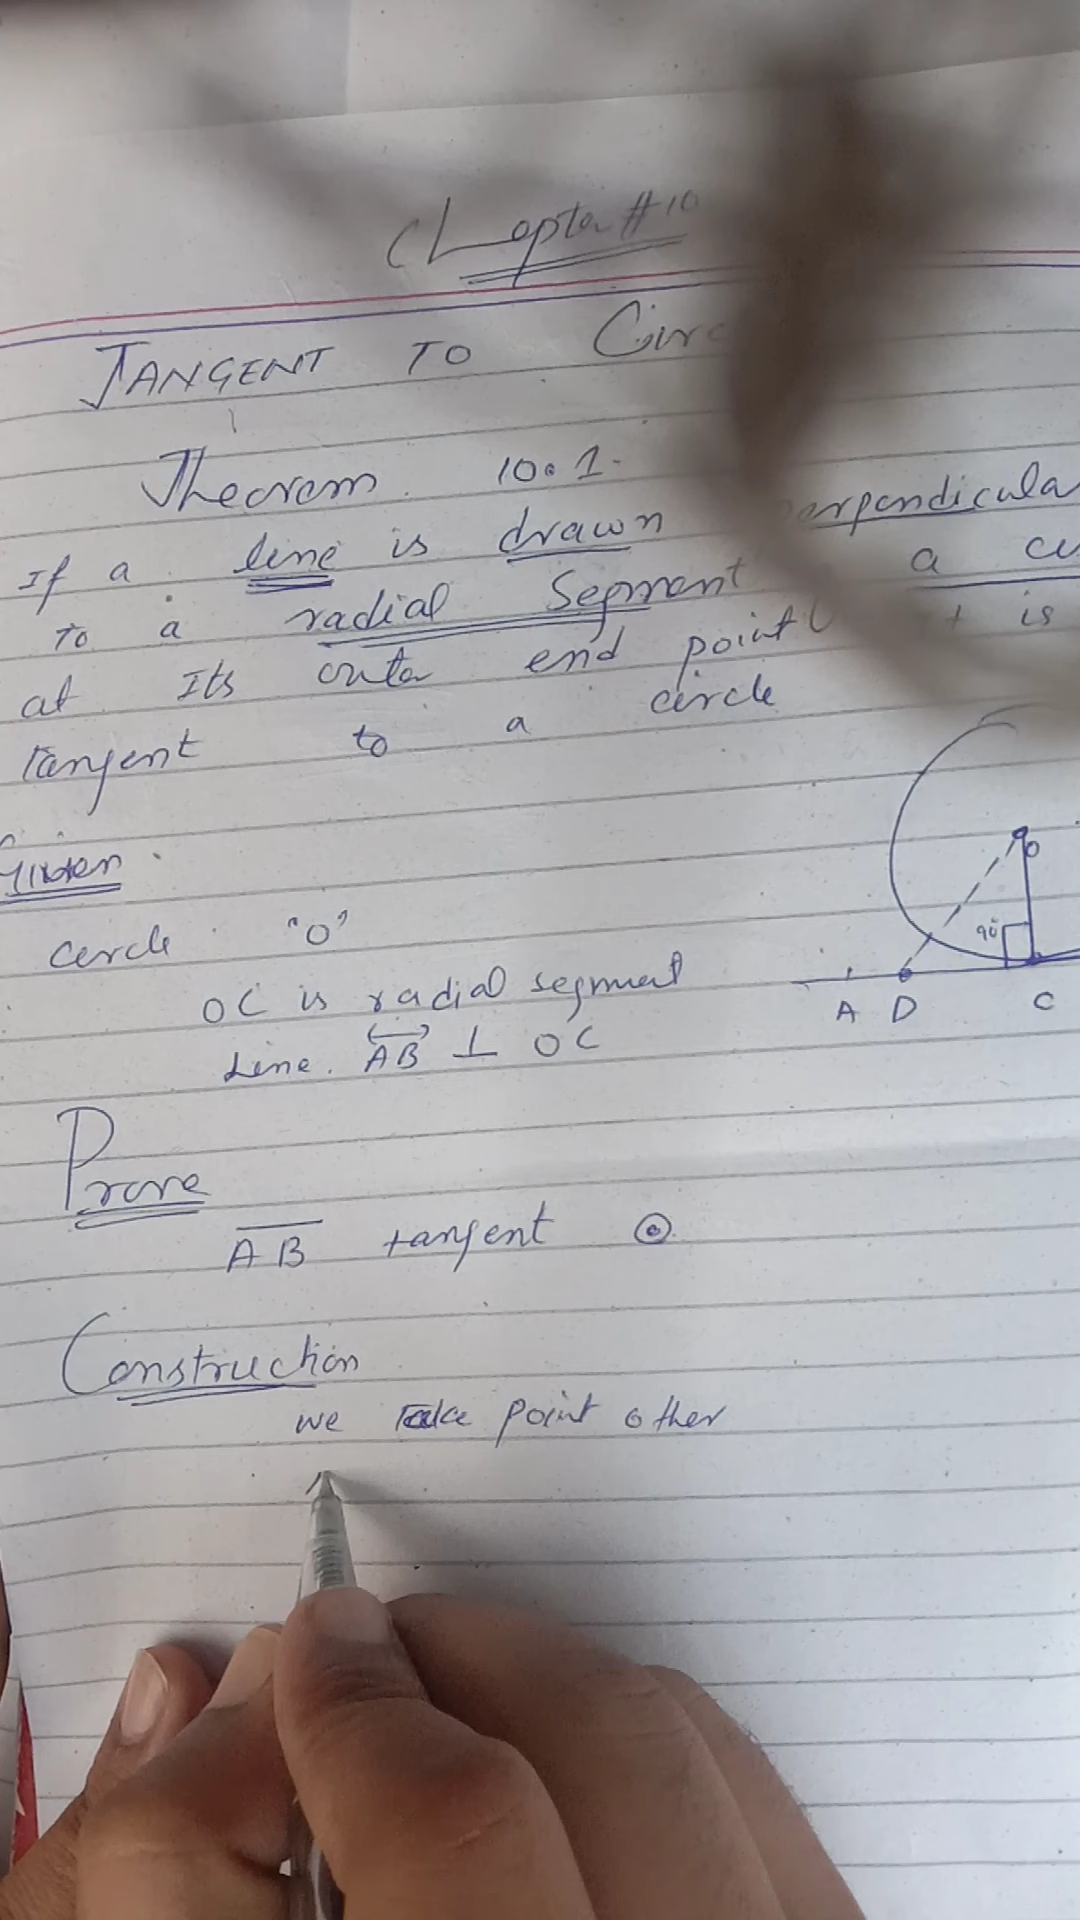 Chapter #10
TANGENT TO Circ
Theorem 10.1.
If a line is drawn perpendicula
to a radial Segment a
at Its outer end point is
tangent to a circle
Given
Circle "O"
OC is radial segment
Line. AB ⊥ OC
Prove
AB tangent ⊙
Construction
we take point other
O
90°
A D C